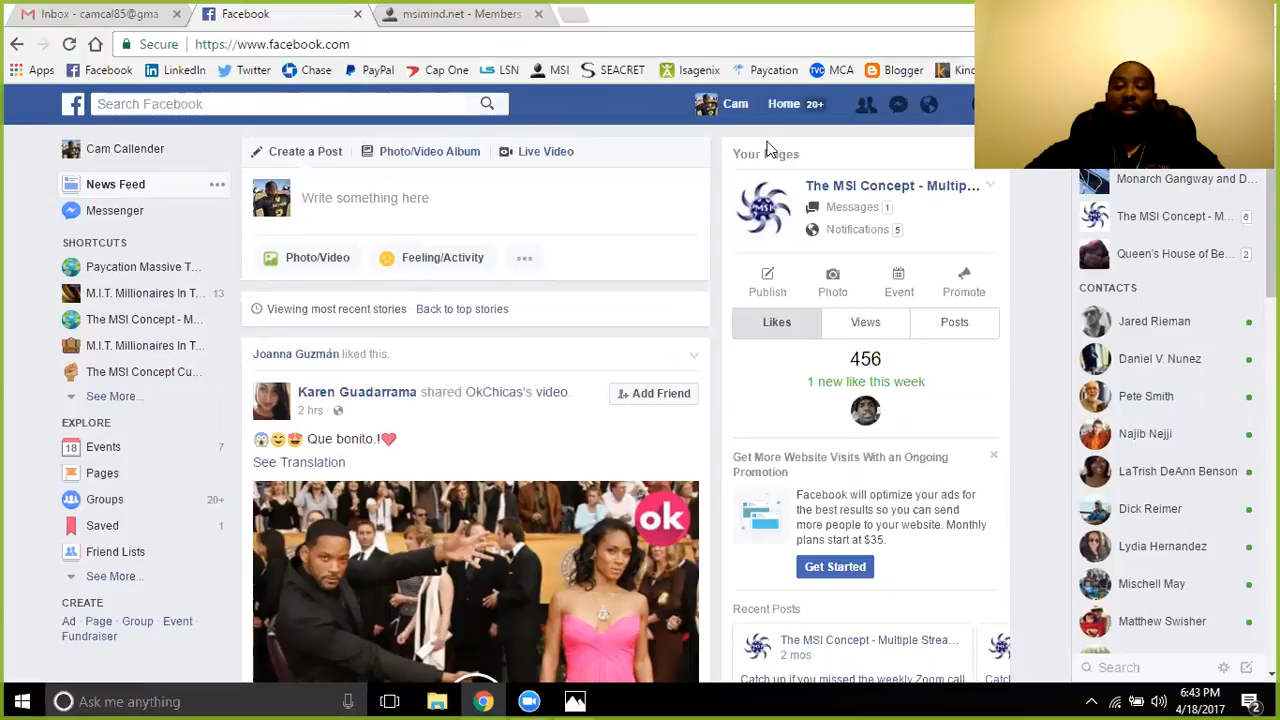 Inbox - camcal85@gma
Facebook
msimind.net - Members
Secure
https://www.facebook.com
Apps
Facebook
LinkedIn
Twitter
Chase
PayPal
Cap One
LSN
MSI
SEACRET
Isagenix
Paycation
MCA
Blogger
Kind
Search Facebook
Cam
Home 20+
Cam Callender
News Feed
Messenger
SHORTCUTS
Paycation Massive T...
M.I.T. Millionaires In T... 13
The MSI Concept - M...
M.I.T. Millionaires In T...
The MSI Concept Cu...
See More...
EXPLORE
18 Events 7
Pages
Groups 20+
Saved 1
Friend Lists
See More...
CREATE
Ad · Page · Group · Event ·
Fundraiser
Create a Post
Photo/Video Album
Live Video
Write something here
Photo/Video
Feeling/Activity
Viewing most recent stories · Back to top stories
Joanna Guzmán liked this.
Karen Guadarrama shared OkChicas's video.
2 hrs ·
Add Friend
😱😄😍 Que bonito.!❤
See Translation
ok
Your Pages
The MSI Concept - Multip...
MSI
Messages 1
Notifications 5
Publish
Photo
Event
Promote
Likes
Views
Posts
456
1 new like this week
Get More Website Visits With an Ongoing
Promotion
Facebook will optimize your ads for
the best results so you can send
more people to your website. Monthly
plans start at $35.
Get Started
Recent Posts
The MSI Concept - Multiple Strea...
2 mos
Catch up if you missed the weekly Zoom call
Monarch Gangway and D...
The MSI Concept - M... 6
Queen's House of Be... 2
CONTACTS
Jared Rieman
Daniel V. Nunez
Pete Smith
Najib Nejji
LaTrish DeAnn Benson
Dick Reimer
Lydia Hernandez
Mischell May
Matthew Swisher
Search
Ask me anything
6:43 PM
4/18/2017
2